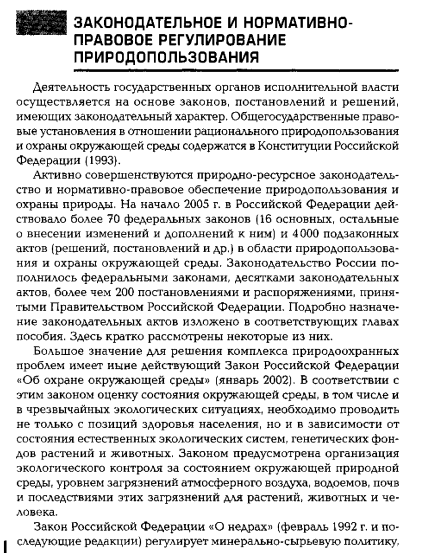 ЗАКОНОДАТЕЛЬНОЕ И НОРМАТИВНО-
ПРАВОВОЕ РЕГУЛИРОВАНИЕ
ПРИРОДОПОЛЬЗОВАНИЯ
Деятельность государственных органов исполнительной власти
осуществляется на основе законов, постановлений и решений,
имеющих законодательный характер. Общегосударственные право-
вые установления в отношении рационального природопользования
и охраны окружающей среды содержатся в Конституции Российской
Федерации (1993).
Активно совершенствуются природно-ресурсное законодатель-
ство и нормативно-правовое обеспечение природопользования и
охраны природы. На начало 2005 г. в Российской Федерации дей-
ствовало более 70 федеральных законов (16 основных, остальные
о внесении изменений и дополнений к ним) и 4 000 подзаконных
актов (решений, постановлений и др.) в области природопользова-
ния и охраны окружающей среды. Законодательство России по-
полнилось федеральными законами, десятками законодательных
актов, более чем 200 постановлениями и распоряжениями, приня-
тыми Правительством Российской Федерации. Подробно назначе-
ние законодательных актов изложено в соответствующих главах
пособия. Здесь кратко рассмотрены некоторые из них.
Большое значение для решения комплекса природоохранных
проблем имеет ныне действующий Закон Российской Федерации
«Об охране окружающей среды» (январь 2002). В соответствии с
этим законом оценку состояния окружающей среды, в том числе и
в чрезвычайных экологических ситуациях, необходимо проводить
не только с позиций здоровья населения, но и в зависимости от
состояния естественных экологических систем, генетических фон-
дов растений и животных. Законом предусмотрена организация
экологического контроля за состоянием окружающей природной
среды, уровнем загрязнений атмосферного воздуха, водоемов, почв
и последствиями этих загрязнений для растений, животных и че-
ловека.
Закон Российской Федерации «О недрах» (февраль 1992 г. и по-
следующие редакции) регулирует минерально-сырьевую политику,